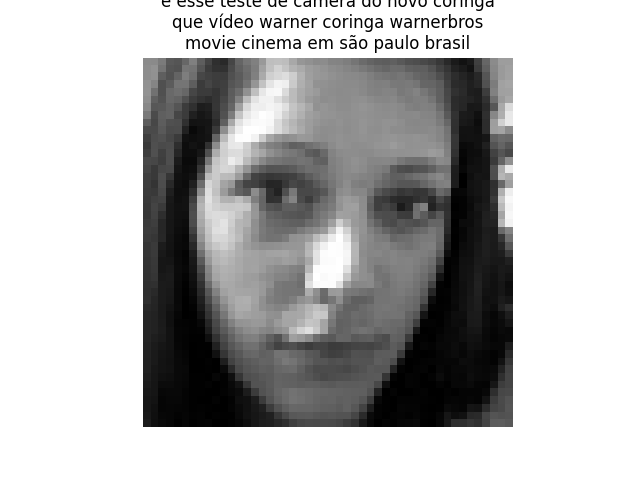 e esse teste de câmera do novo coringa
que vídeo warner coringa warnerbros
movie cinema em são paulo brasil